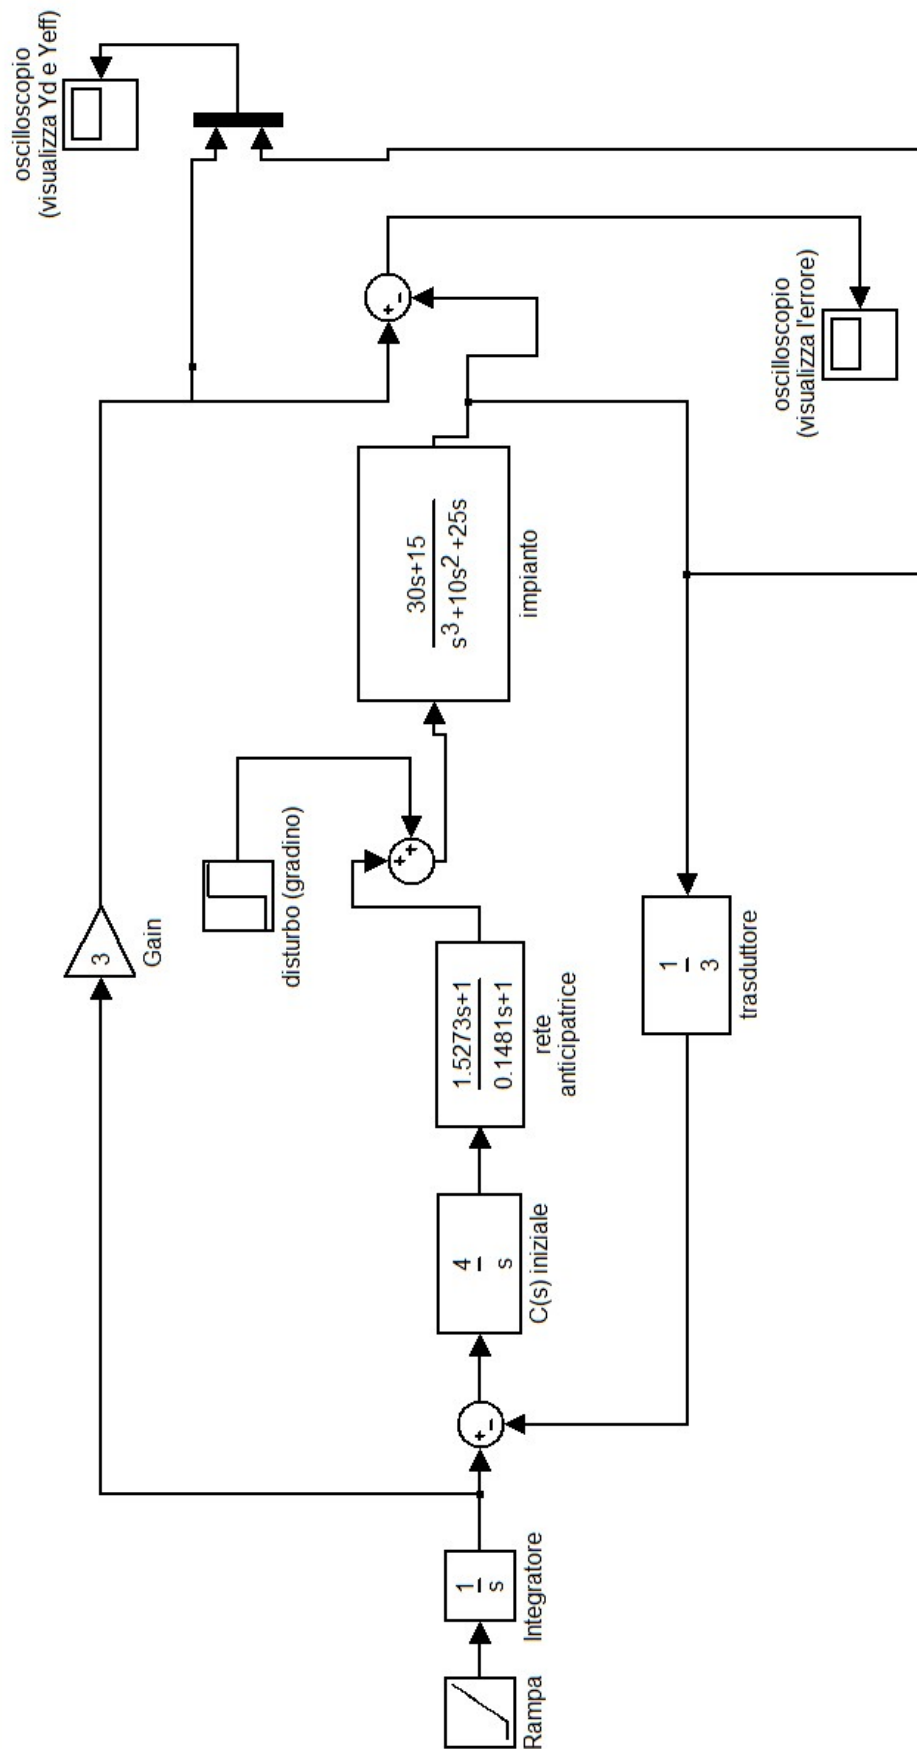 oscilloscopio
(visualizza Yd e Yeff)
3
Gain
disturbo (gradino)
+
+
+
-
30s+15
s³+10s²+25s
impianto
oscilloscopio
(visualizza l'errore)
Rampa
1
s
Integratore
+
-
4
s
C(s) iniziale
1.5273s+1
0.1481s+1
rete
anticipatrice
1
3
trasduttore